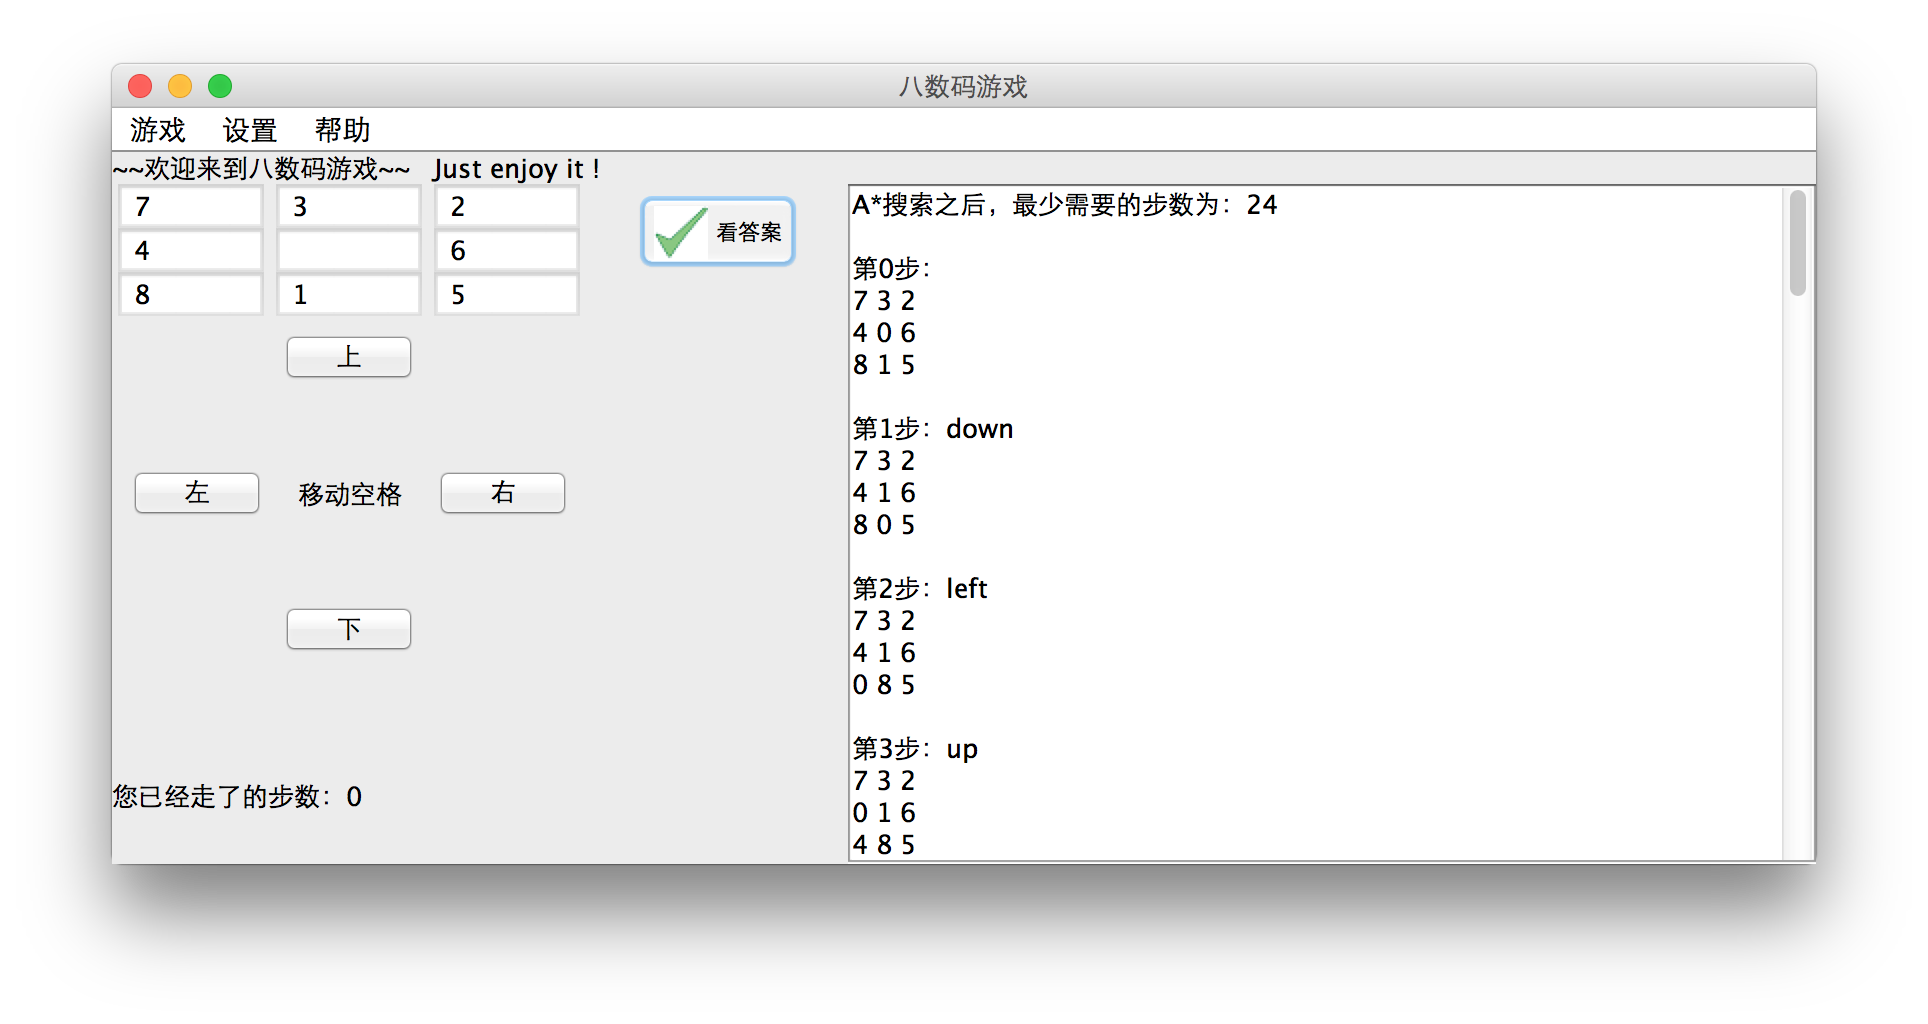 八数码游戏
游戏 设置 帮助
~~欢迎来到八数码游戏~~ Just enjoy it !
7 3 2
4 6
8 1 5
看答案
上
左 移动空格 右
下
您已经走了的步数：0
A*搜索之后，最少需要的步数为：24
第0步：
7 3 2
4 0 6
8 1 5
第1步：down
7 3 2
4 1 6
8 0 5
第2步：left
7 3 2
4 1 6
0 8 5
第3步：up
7 3 2
0 1 6
4 8 5